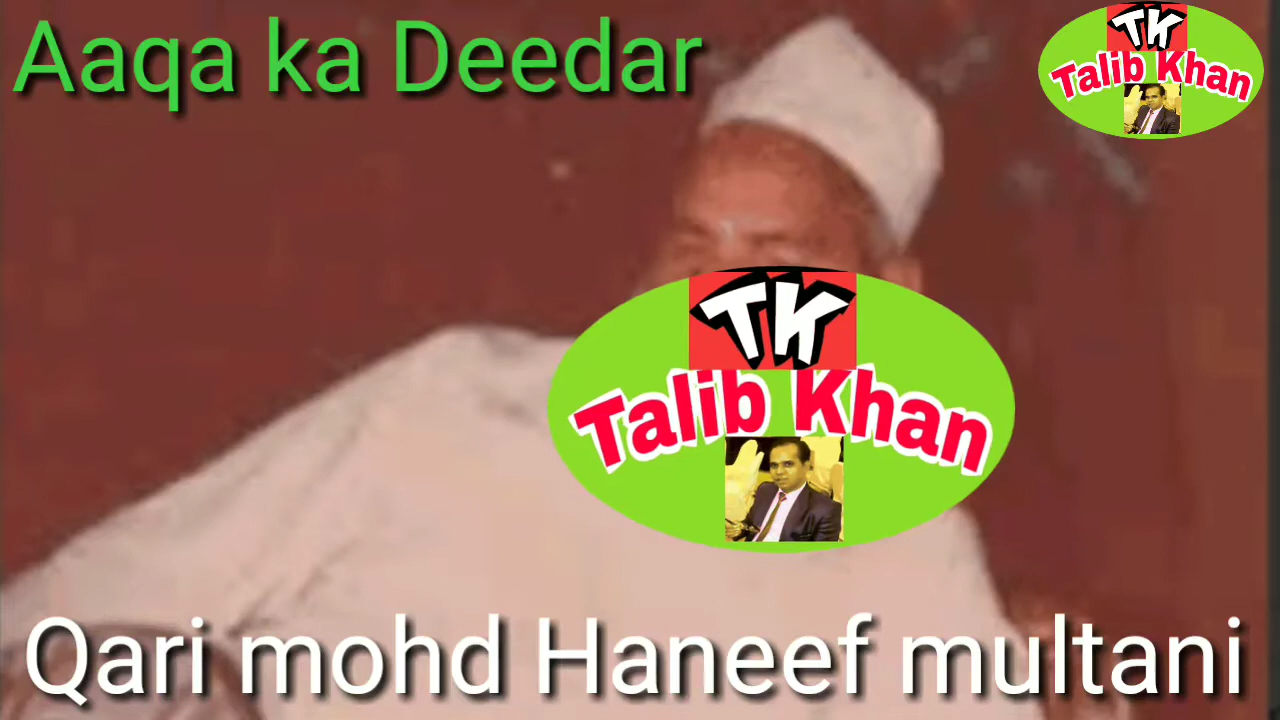 Aaqa ka Deedar
TK
Talib Khan
TK
Talib Khan
Qari mohd Haneef multani